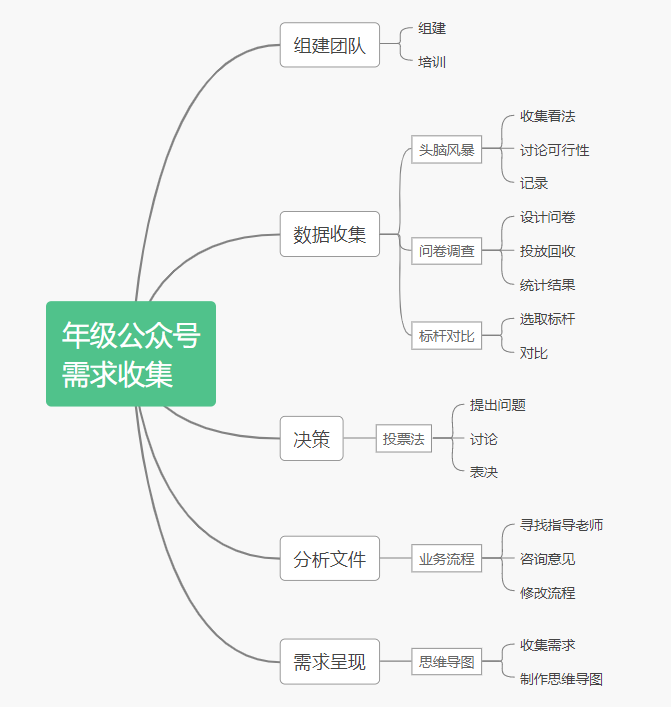 年级公众号
需求收集
组建团队
组建
培训
数据收集
头脑风暴
收集看法
讨论可行性
记录
问卷调查
设计问卷
投放回收
统计结果
标杆对比
选取标杆
对比
决策
投票法
提出问题
讨论
表决
分析文件
业务流程
寻找指导老师
咨询意见
修改流程
需求呈现
思维导图
收集需求
制作思维导图